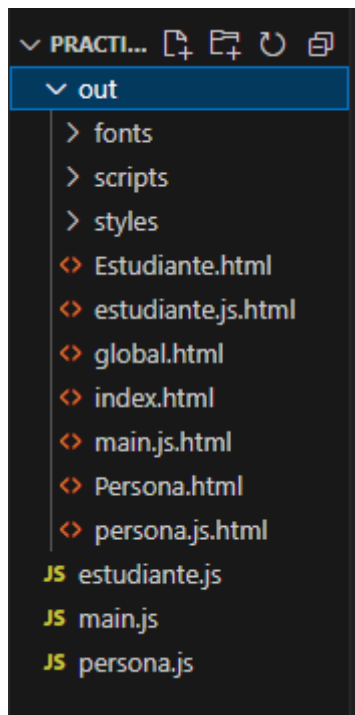 PRACTI...
out
fonts
scripts
styles
<> Estudiante.html
<> estudiante.js.html
<> global.html
<> index.html
<> main.js.html
<> Persona.html
<> persona.js.html
JS estudiante.js
JS main.js
JS persona.js